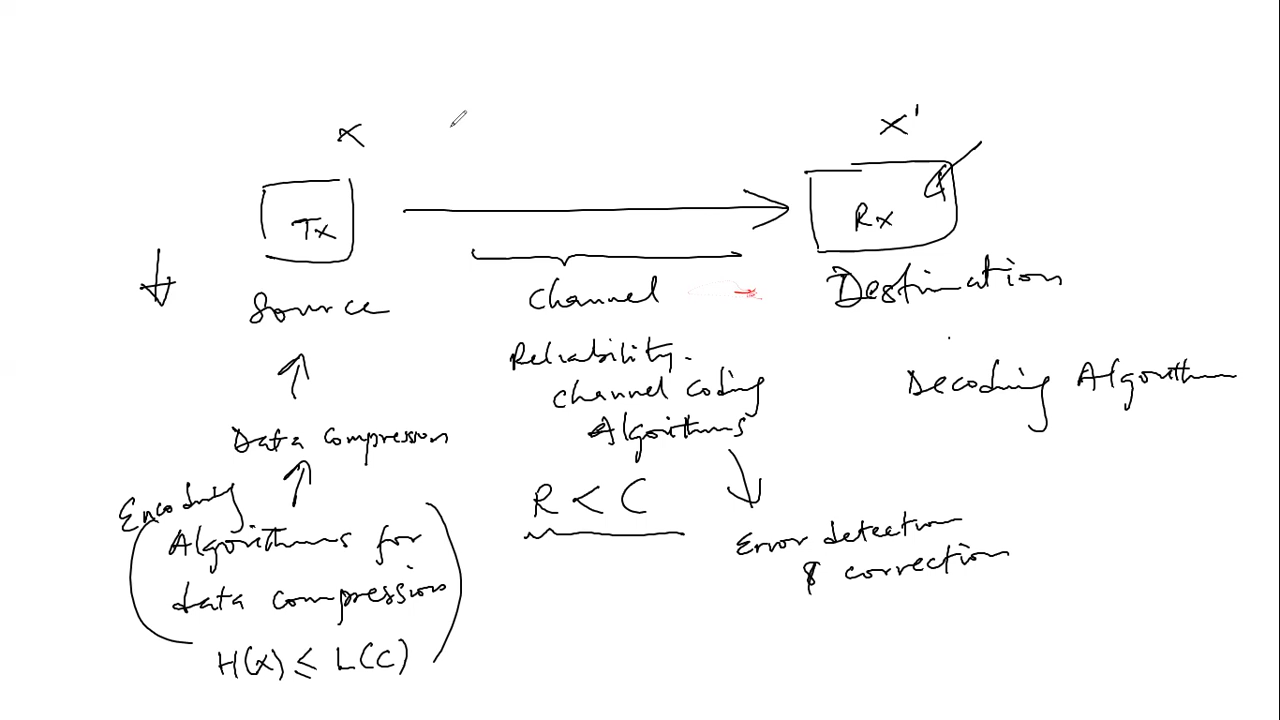 x
X'
Tx
Rx
Source
Channel
Destination
Reliability.
channel coding
Algorithms
Decoding Algorithm
Data compression
R < C
Encoding
Algorithms for
data compression
H(x) ≤ L(C)
Error detection
& correction